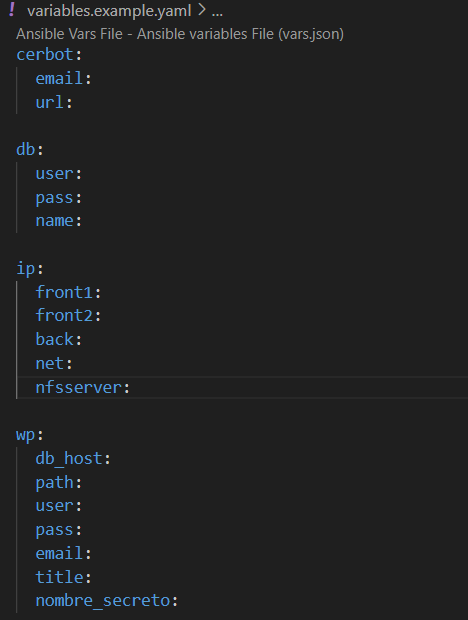 ! variables.example.yaml > ...
Ansible Vars File - Ansible variables File (vars.json)
cerbot:
email:
url:
db:
user:
pass:
name:
ip:
front1:
front2:
back:
net:
nfsserver:
wp:
db_host:
path:
user:
pass:
email:
title:
nombre_secreto: